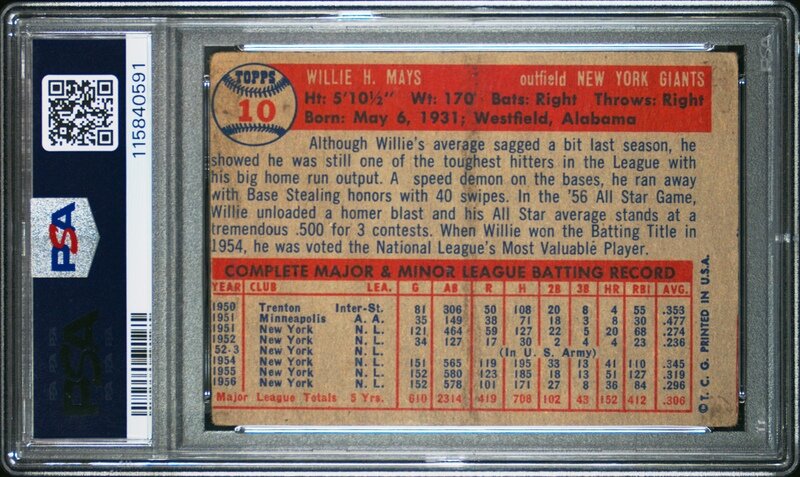 115840591
PSA
PSA
TOPPS
10
WILLIE H. MAYS outfield NEW YORK GIANTS
Ht: 5'10½" Wt: 170 Bats: Right Throws: Right
Born: May 6, 1931; Westfield, Alabama
Although Willie's average sagged a bit last season, he
showed he was still one of the toughest hitters in the League with
his big home run output. A speed demon on the bases, he ran away
with Base Stealing honors with 40 swipes. In the '56 All Star Game,
Willie unloaded a homer blast and his All Star average stands at a
tremendous .500 for 3 contests. When Willie won the Batting Title in
1954, he was voted the National League's Most Valuable Player.
COMPLETE MAJOR & MINOR LEAGUE BATTING RECORD
YEAR CLUB LEA. G AB R H 2B 3B HR RBI AVG.
1950 Trenton Inter-St. 81 306 50 108 20 8 4 55 .353
1951 Minneapolis A. A. 35 149 38 71 18 3 8 30 .477
1951 New York N. L. 121 464 59 127 22 5 20 68 .274
1952 New York N. L. 34 127 17 30 2 4 4 23 .236
52-3 (In U. S. Army)
1954 New York N. L. 151 565 119 195 33 13 41 110 .345
1955 New York N. L. 152 580 123 185 18 13 51 127 .319
1956 New York N. L. 152 578 101 171 27 8 36 84 .296
Major League Totals 5 Yrs. 610 2314 419 708 102 43 152 412 .306
© T. C. G. PRINTED IN U.S.A.